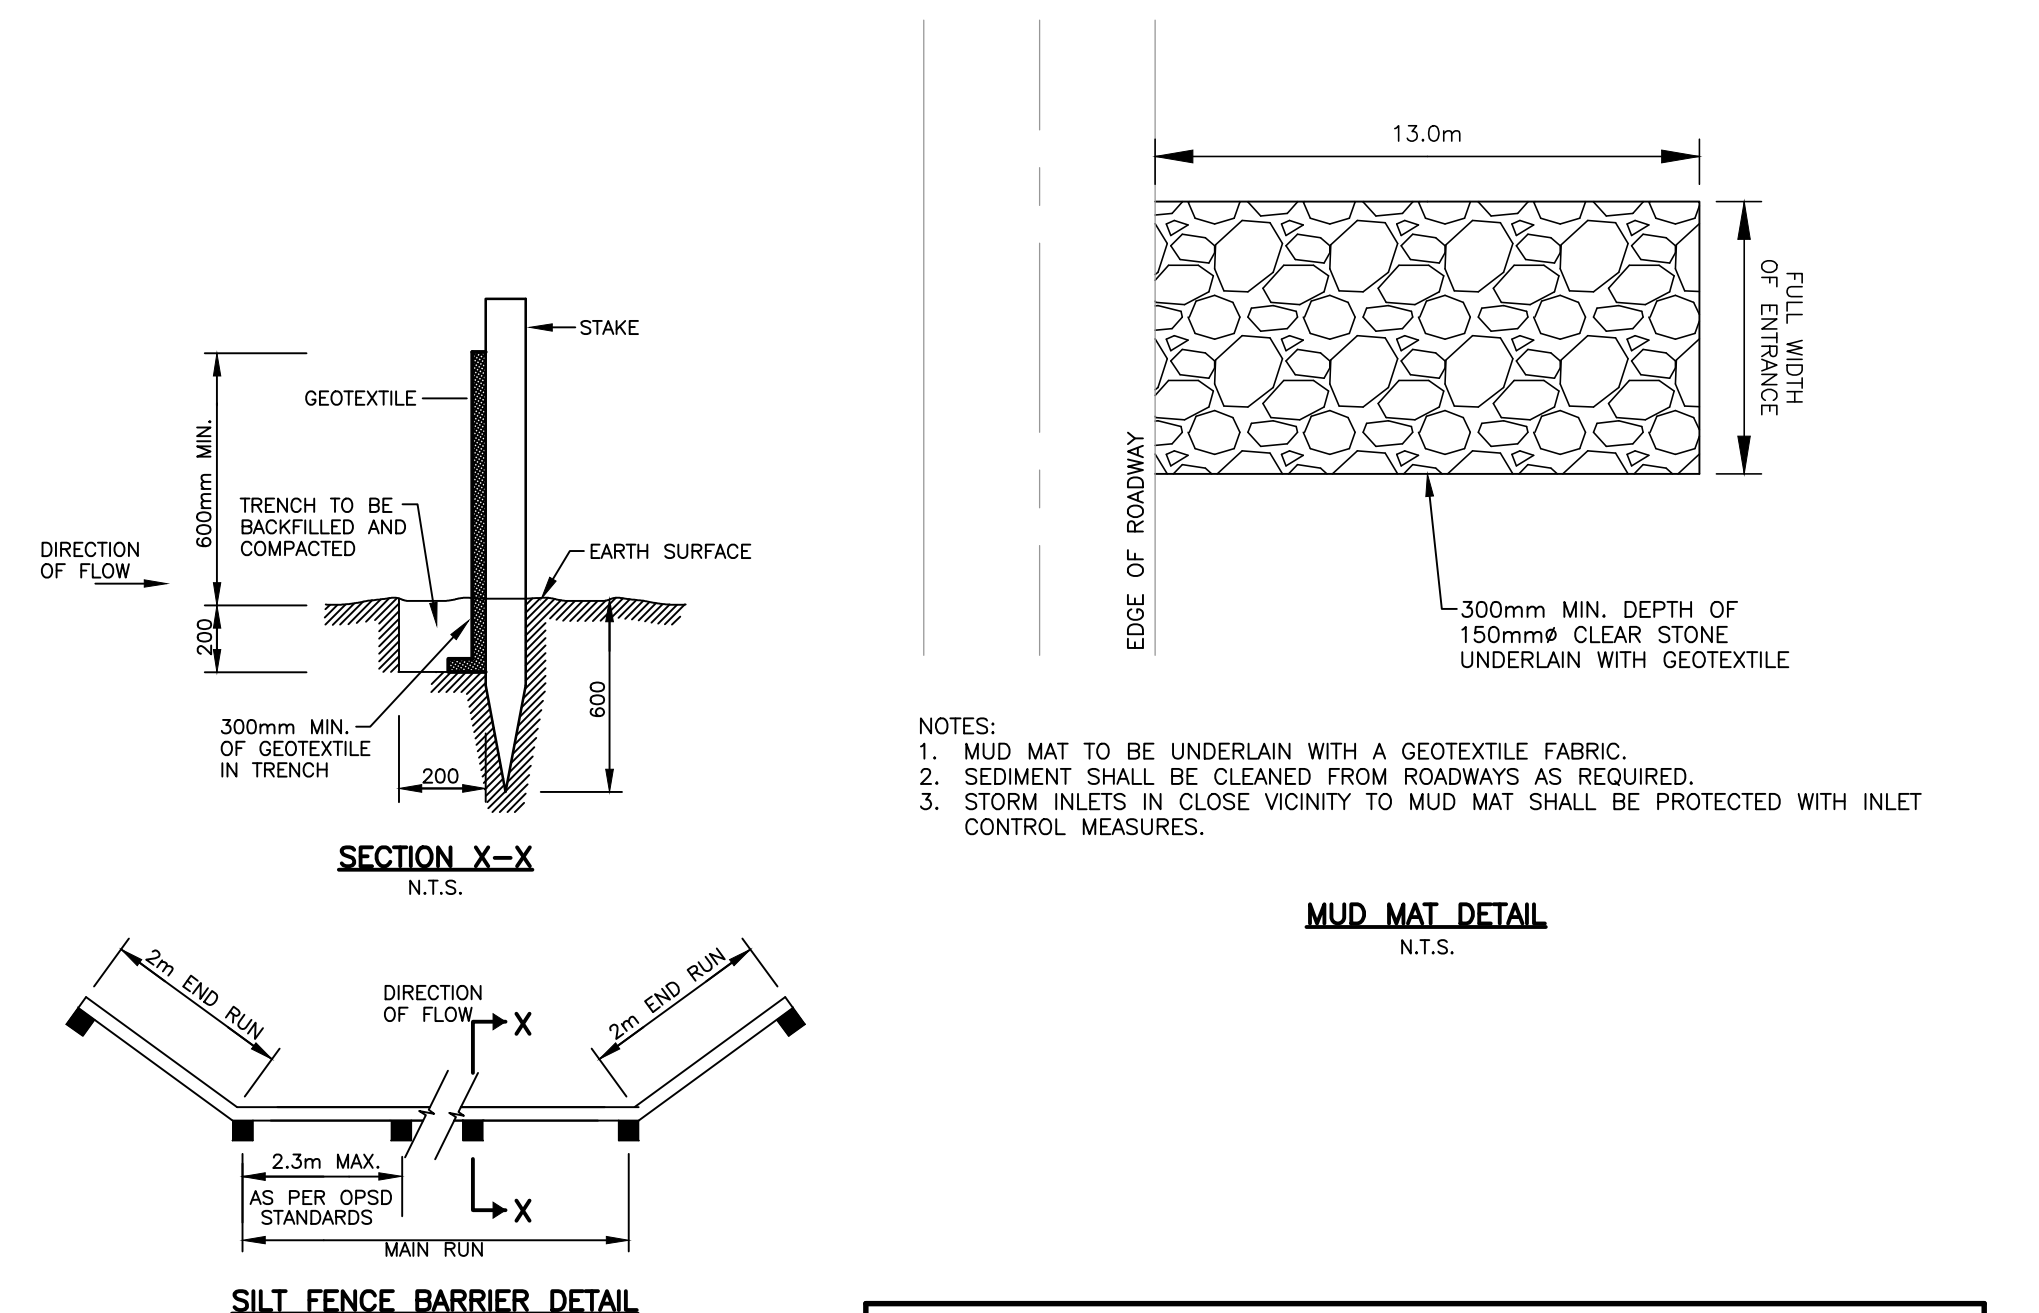 STAKE
GEOTEXTILE
600mm MIN.
TRENCH TO BE
BACKFILLED AND
COMPACTED
DIRECTION
OF FLOW
EARTH SURFACE
200
600
300mm MIN.
OF GEOTEXTILE
IN TRENCH
200
SECTION X-X
N.T.S.
2m END RUN
DIRECTION
OF FLOW
X
2m END RUN
2.3m MAX.
AS PER OPSD
STANDARDS
X
MAIN RUN
SILT FENCE BARRIER DETAIL
13.0m
FULL WIDTH
OF ENTRANCE
EDGE OF ROADWAY
300mm MIN. DEPTH OF
150mmø CLEAR STONE
UNDERLAIN WITH GEOTEXTILE
NOTES:
1. MUD MAT TO BE UNDERLAIN WITH A GEOTEXTILE FABRIC.
2. SEDIMENT SHALL BE CLEANED FROM ROADWAYS AS REQUIRED.
3. STORM INLETS IN CLOSE VICINITY TO MUD MAT SHALL BE PROTECTED WITH INLET
CONTROL MEASURES.
MUD MAT DETAIL
N.T.S.